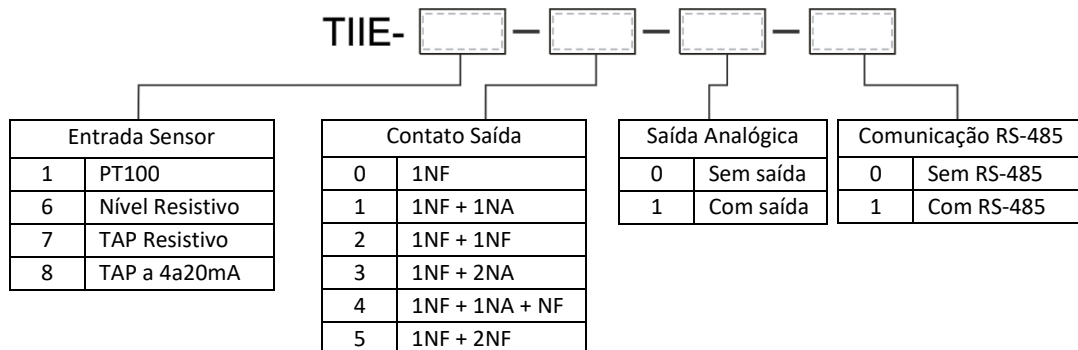 TIIE-
Entrada Sensor
1 PT100
6 Nível Resistivo
7 TAP Resistivo
8 TAP a 4a20mA
Contato Saída
0 1NF
1 1NF + 1NA
2 1NF + 1NF
3 1NF + 2NA
4 1NF + 1NA + NF
5 1NF + 2NF
Saída Analógica
0 Sem saída
1 Com saída
Comunicação RS-485
0 Sem RS-485
1 Com RS-485